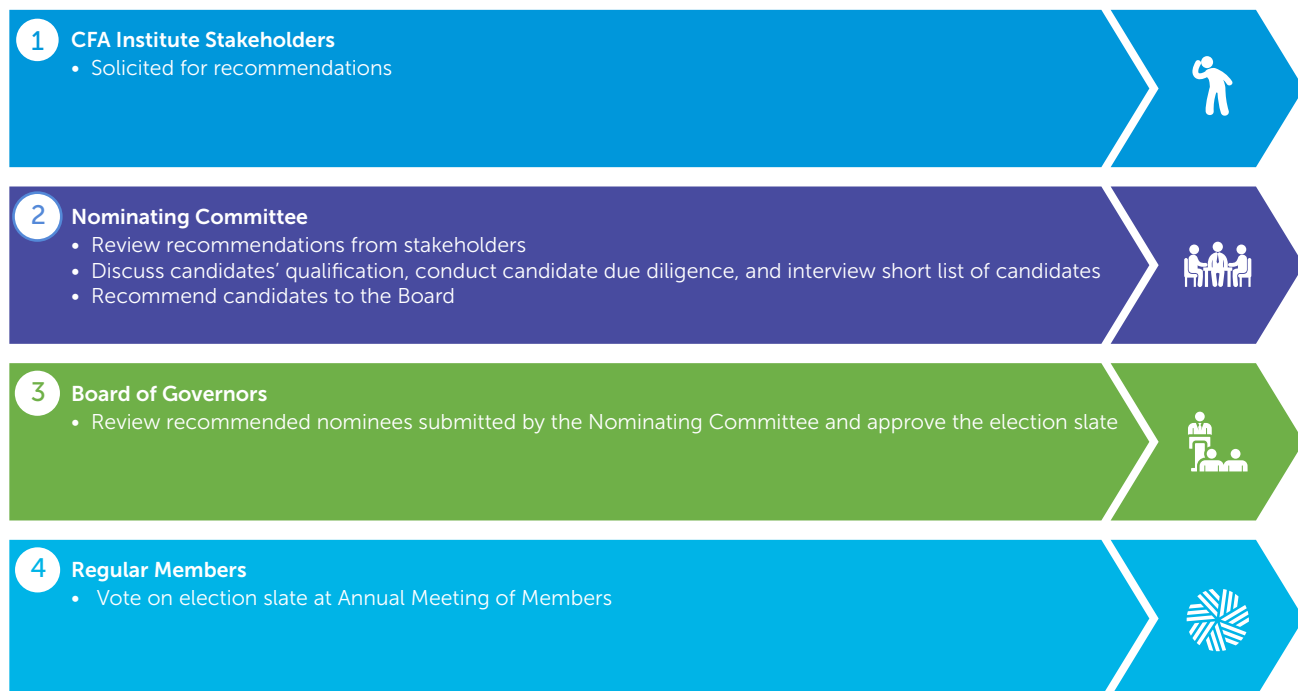 1
CFA Institute Stakeholders
• Solicited for recommendations
2
Nominating Committee
• Review recommendations from stakeholders
• Discuss candidates’ qualification, conduct candidate due diligence, and interview short list of candidates
• Recommend candidates to the Board
3
Board of Governors
• Review recommended nominees submitted by the Nominating Committee and approve the election slate
4
Regular Members
• Vote on election slate at Annual Meeting of Members